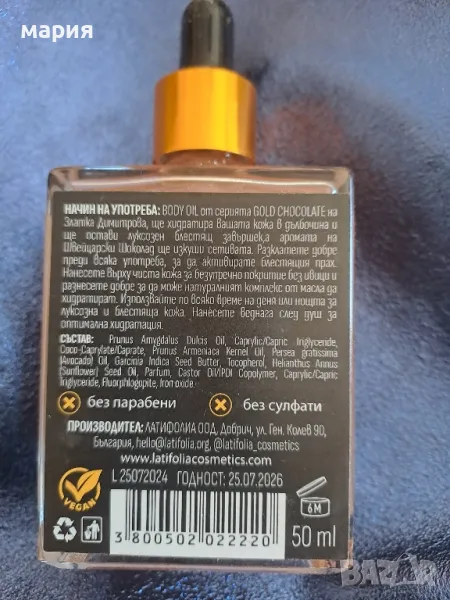 мария
НАЧИН НА УПОТРЕБА: BODY OIL от серията GOLD CHOCOLATE на
Златка Димитрова, ще хидратира вашата кожа в дълбочина и
ще остави луксозен блестящ завършек,а аромата на
Швейцарски Шоколад ще изкуши сетивата. Разклатете добре
преди всяка употреба, за да активирате блестящия прах.
Нанесете върху чиста кожа за безупречно покритие без ивици и
разнесете добре за да може натуралният комплекс от масла да
хидратират. Използвайте по всяко време на деня или нощта за
луксозна и блестяща кожа. Нанесете веднага след душ за
оптимална хидратация.
СЪСТАВ: Prunus Amygdalus Dulcis Oil, Caprylic/Capric Triglyceride,
Coco-Caprylate/Caprate, Prunus Armeniaca Kernel Oil, Persea gratissima
(Avocado) Oil, Garcinia Indica Seed Butter, Tocopherol, Helianthus Annus
(Sunflower) Seed Oil, Parfum, Castor Oil/IPDI Copolymer, Caprylic/Capric
Triglyceride, Fluorphlogopite, Iron oxide
без парабени без сулфати
ПРОИЗВОДИТЕЛ: ЛАТИФОЛИА ООД, Добрич, ул. Ген. Колев 90,
България, hello@latifolia.org, @latifolia_cosmetics
www.latifoliacosmetics.com
L 25072024 ГОДНОСТ: 25.07.2026
VEGAN
6M
3 800502 022220
50 ml